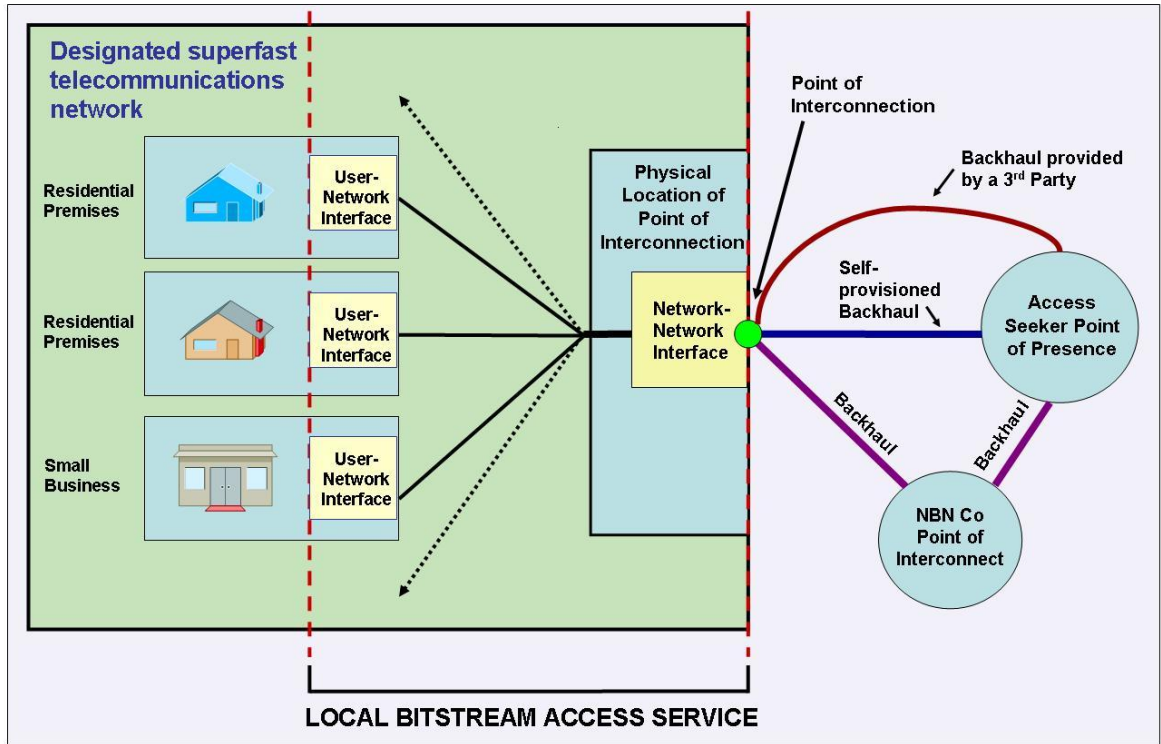 Designated superfast
telecommunications
network
Residential
Premises
User-
Network
Interface
Residential
Premises
User-
Network
Interface
Small
Business
User-
Network
Interface
Physical
Location of
Point of
Interconnection
Network-
Network
Interface
Point of
Interconnection
Backhaul provided
by a 3rd Party
Self-
provisioned
Backhaul
Access
Seeker Point
of Presence
Backhaul
Backhaul
NBN Co
Point of
Interconnect
LOCAL BITSTREAM ACCESS SERVICE